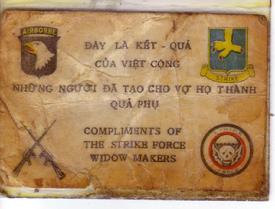 AIRBORNE
ĐÂY LÀ KẾT - QUẢ
CỦA VIỆT CỘNG
STRIKE
NHỮNG NGƯỜI ĐÃ TẠO CHO VỢ HỌ THÀNH
QUẢ PHỤ
COMPLIMENTS OF
THE STRIKE FORCE
WIDOW MAKERS